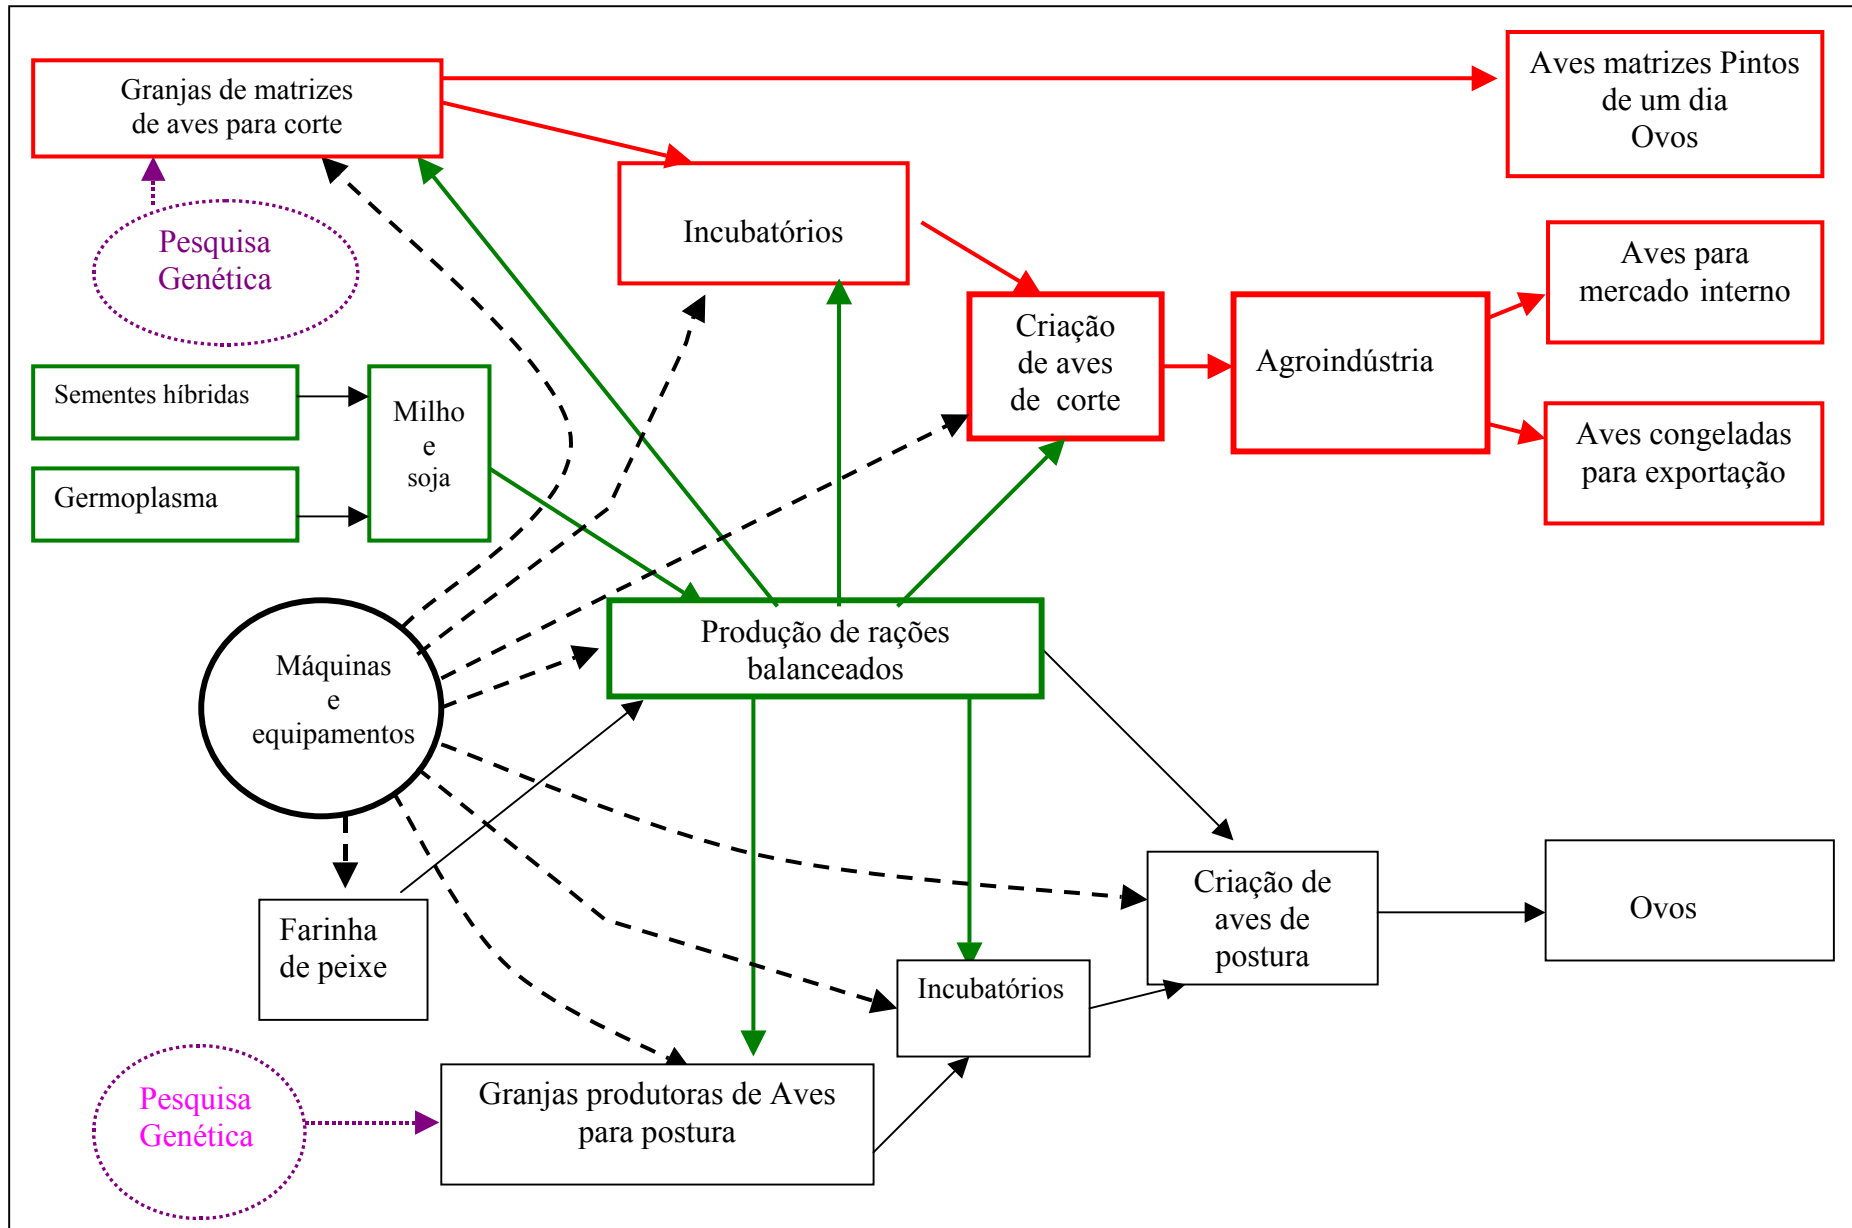 Granjas de matrizes
de aves para corte
Aves matrizes Pintos
de um dia
Ovos
Pesquisa
Genética
Incubatórios
Aves para
mercado interno
Criação
de aves
de corte
Agroindústria
Sementes híbridas
Milho
e
soja
Germoplasma
Aves congeladas
para exportação
Produção de rações
balanceados
Máquinas
e
equipamentos
Farinha
de peixe
Criação de
aves de
postura
Ovos
Incubatórios
Pesquisa
Genética
Granjas produtoras de Aves
para postura